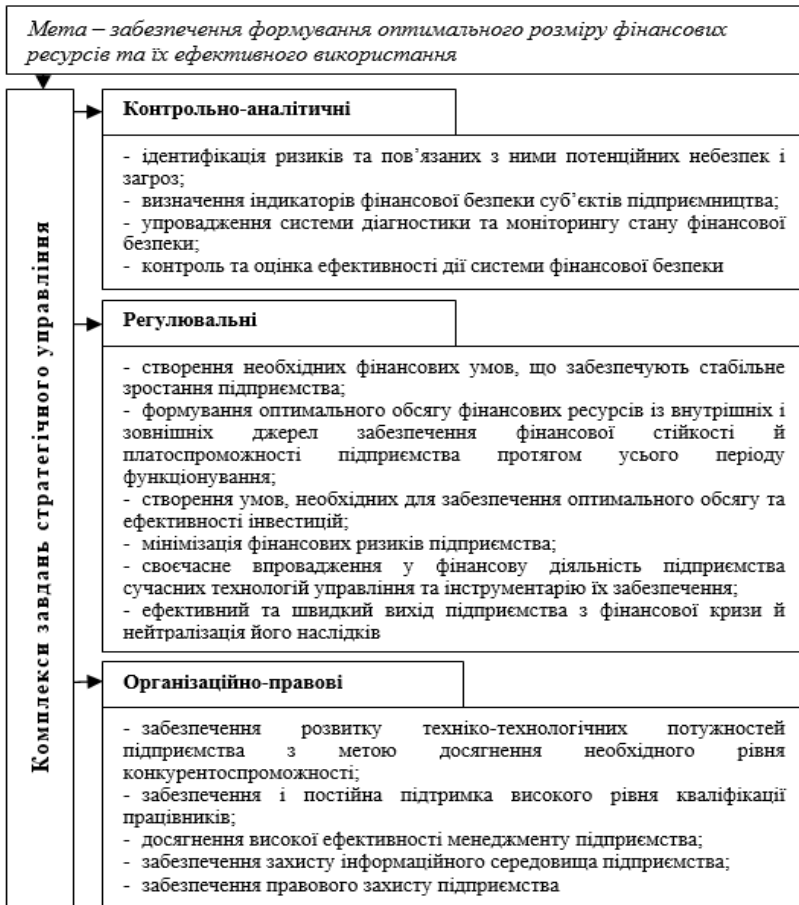 Мета – забезпечення формування оптимального розміру фінансових
ресурсів та їх ефективного використання
Комплекси завдань стратегічного управління
Контрольно-аналітичні
- ідентифікація ризиків та пов’язаних з ними потенційних небезпек і
загроз;
- визначення індикаторів фінансової безпеки суб’єктів підприємництва;
- упровадження системи діагностики та моніторингу стану фінансової
безпеки;
- контроль та оцінка ефективності дії системи фінансової безпеки
Регулювальні
- створення необхідних фінансових умов, що забезпечують стабільне
зростання підприємства;
- формування оптимального обсягу фінансових ресурсів із внутрішніх і
зовнішніх джерел забезпечення фінансової стійкості й
платоспроможності підприємства протягом усього періоду
функціонування;
- створення умов, необхідних для забезпечення оптимального обсягу та
ефективності інвестицій;
- мінімізація фінансових ризиків підприємства;
- своєчасне впровадження у фінансову діяльність підприємства
сучасних технологій управління та інструментарію їх забезпечення;
- ефективний та швидкий вихід підприємства з фінансової кризи й
нейтралізація його наслідків
Організаційно-правові
- забезпечення розвитку техніко-технологічних потужностей
підприємства з метою досягнення необхідного рівня
конкурентоспроможності;
- забезпечення і постійна підтримка високого рівня кваліфікації
працівників;
- досягнення високої ефективності менеджменту підприємства;
- забезпечення захисту інформаційного середовища підприємства;
- забезпечення правового захисту підприємства